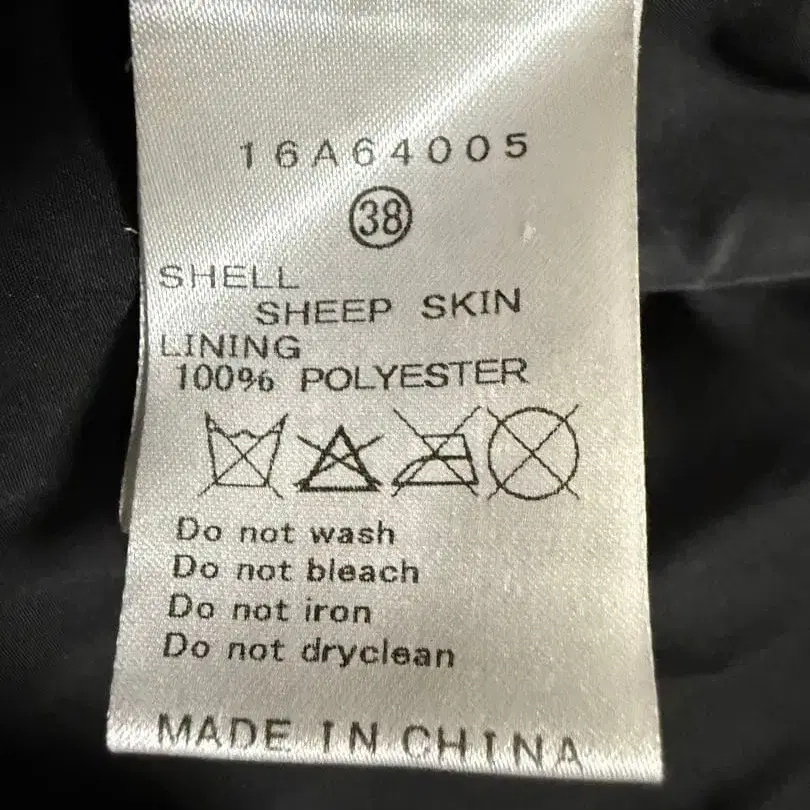 16A64005
38
SHELL
SHEEP SKIN
LINING
100% POLYESTER
Do not wash
Do not bleach
Do not iron
Do not dryclean
MADE IN CHINA